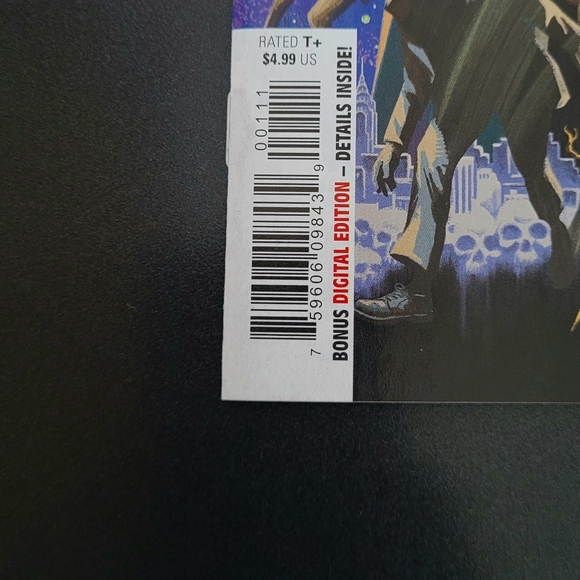 RATED T+
$4.99 US
00111
7 59606 09843 9
BONUS DIGITAL EDITION – DETAILS INSIDE!